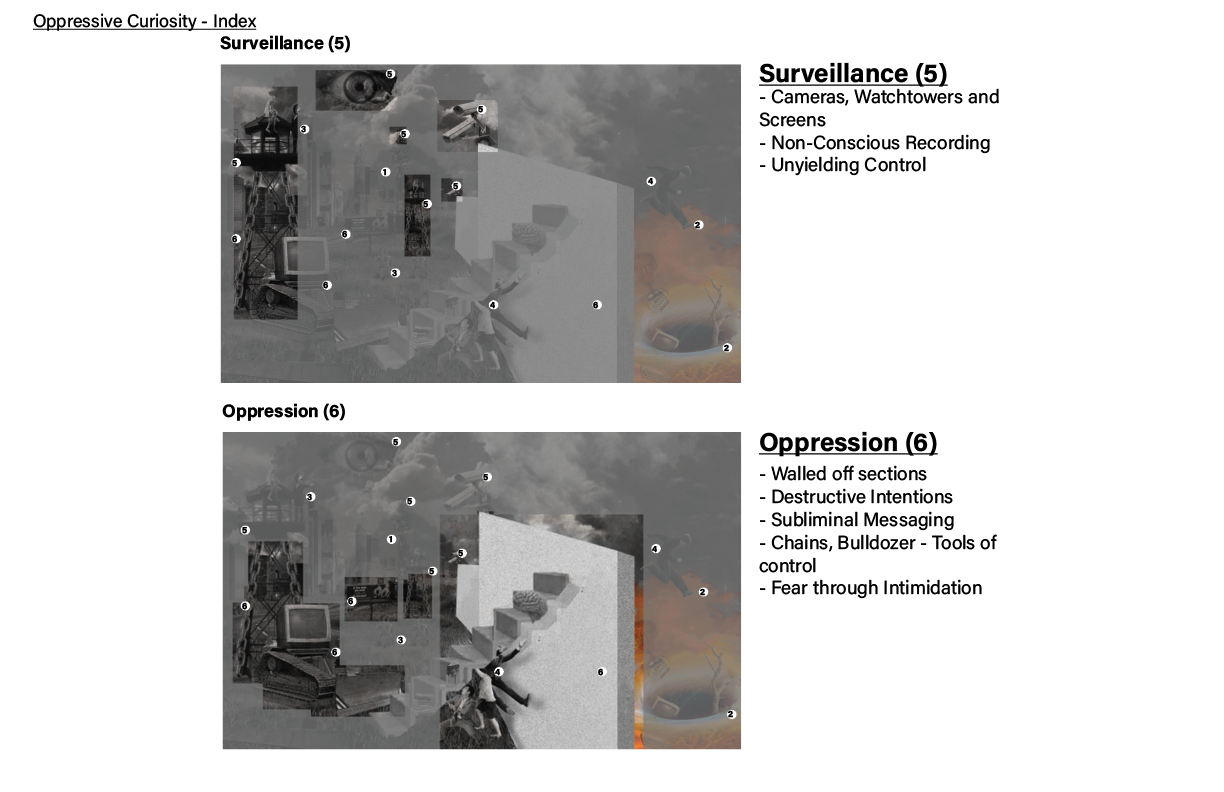 Oppressive Curiosity - Index
Surveillance (5)
5
5
3
5
5
1
4
5
5
2
6
6
3
6
4
6
2
Surveillance (5)
- Cameras, Watchtowers and
Screens
- Non-Conscious Recording
- Unyielding Control
Oppression (6)
5
5
3
5
5
1
4
5
5
2
6
6
3
6
4
6
2
Oppression (6)
- Walled off sections
- Destructive Intentions
- Subliminal Messaging
- Chains, Bulldozer - Tools of
control
- Fear through Intimidation